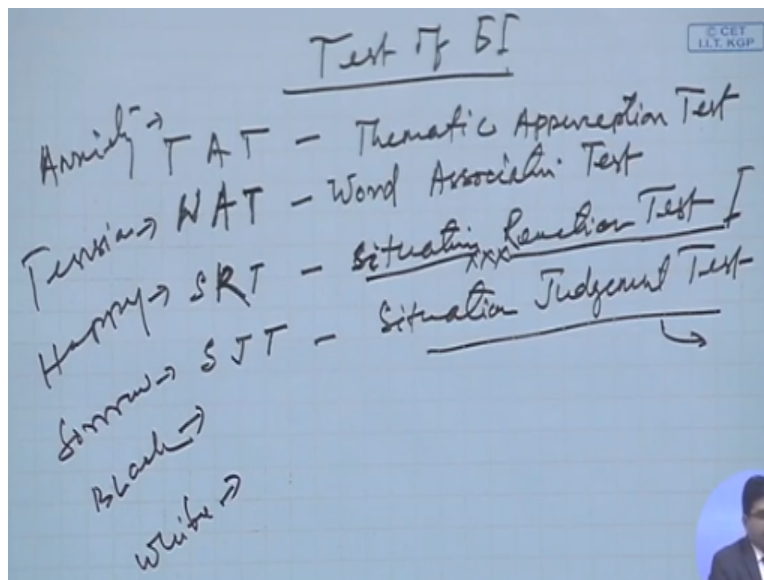 Test of EI
© CET
I.I.T. KGP
Anxiety → TAT - Thematic Apperception Test
Tension → WAT - Word Association Test
Happy → SRT - Situation Reaction Test I
xxx
Sorrow → SJT - Situation Judgement Test
Black →
White →